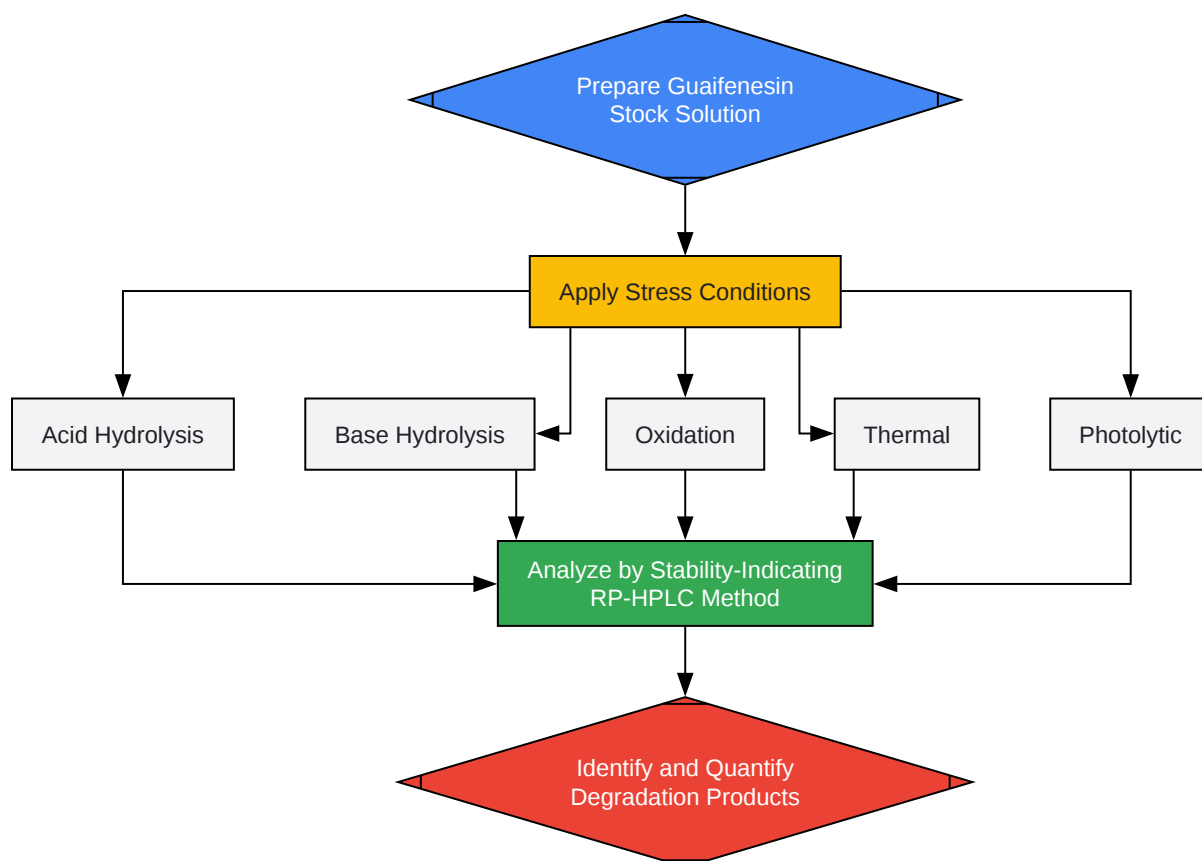 Prepare Guaifenesin
Stock Solution
Apply Stress Conditions
Acid Hydrolysis
Base Hydrolysis
Oxidation
Thermal
Photolytic
Analyze by Stability-Indicating
RP-HPLC Method
Identify and Quantify
Degradation Products